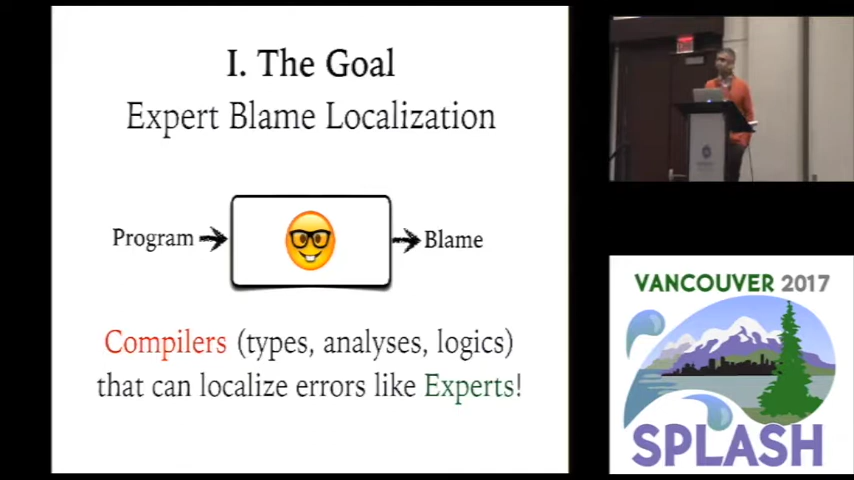 I. The Goal
Expert Blame Localization
Program
Blame
Compilers (types, analyses, logics)
that can localize errors like Experts!
VANCOUVER 2017
SPLASH